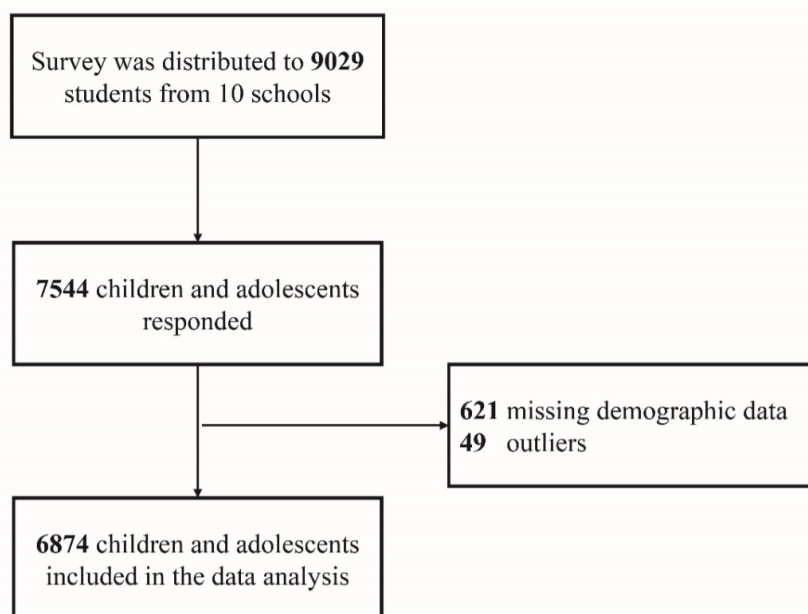 Survey was distributed to 9029
students from 10 schools
7544 children and adolescents
responded
621 missing demographic data
49 outliers
6874 children and adolescents
included in the data analysis